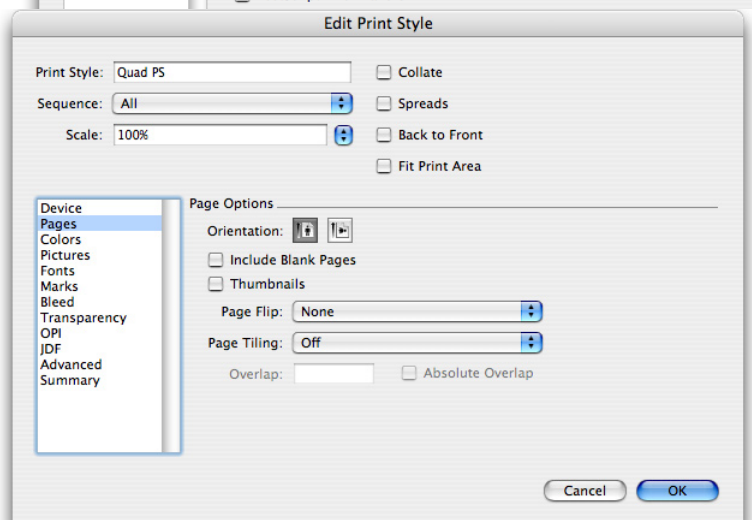 Edit Print Style
Print Style: Quad PS
Collate
Sequence: All
Spreads
Scale: 100%
Back to Front
Fit Print Area
Device
Pages
Colors
Pictures
Fonts
Marks
Bleed
Transparency
OPI
JDF
Advanced
Summary
Page Options
Orientation:
Include Blank Pages
Thumbnails
Page Flip: None
Page Tiling: Off
Overlap:
Absolute Overlap
Cancel
OK